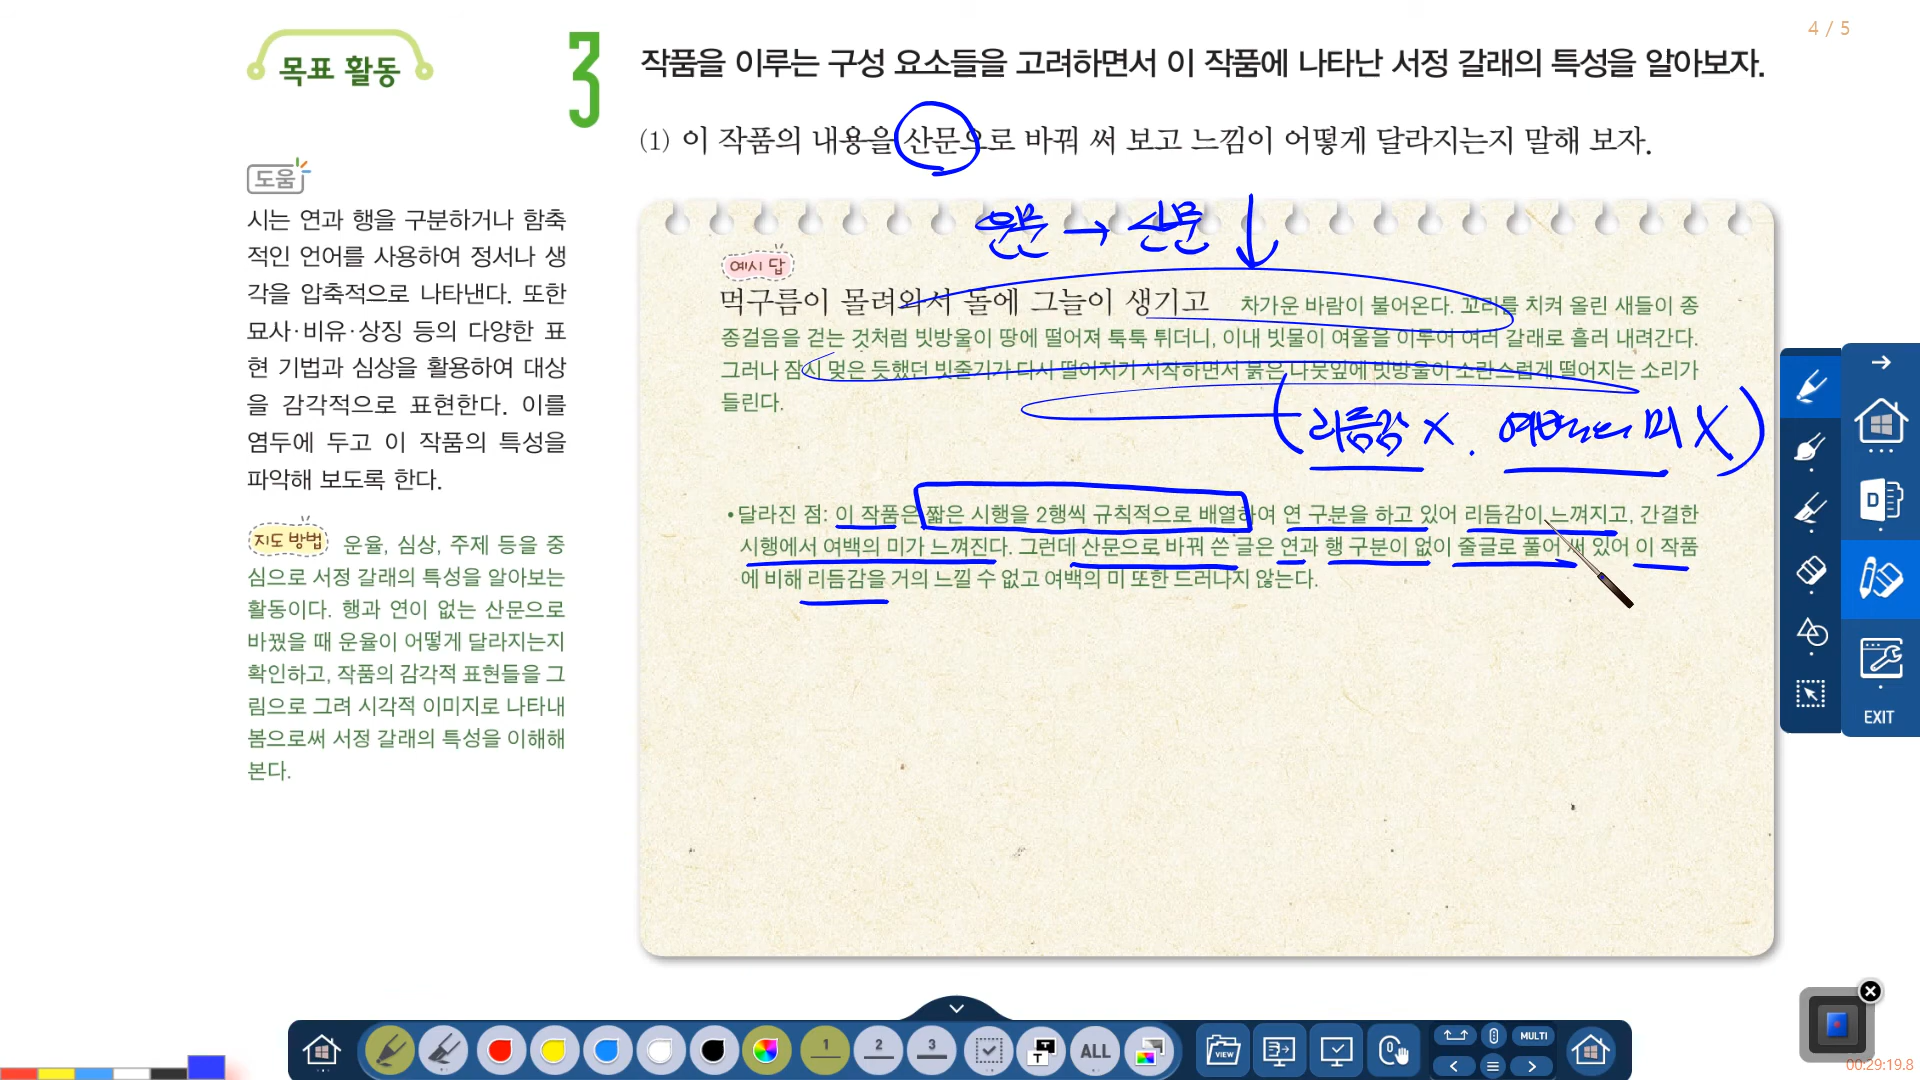 4 / 5
목표 활동
3 작품을 이루는 구성 요소들을 고려하면서 이 작품에 나타난 서정 갈래의 특성을 알아보자.
(1) 이 작품의 내용을 산문으로 바꿔 써 보고 느낌이 어떻게 달라지는지 말해 보자.
도움
시는 연과 행을 구분하거나 함축
적인 언어를 사용하여 정서나 생
각을 압축적으로 나타낸다. 또한
묘사·비유·상징 등의 다양한 표
현 기법과 심상을 활용하여 대상
을 감각적으로 표현한다. 이를
염두에 두고 이 작품의 특성을
파악해 보도록 한다.
지도 방법 운율, 심상, 주제 등을 중
심으로 서정 갈래의 특성을 알아보는
활동이다. 행과 연이 없는 산문으로
바꿨을 때 운율이 어떻게 달라지는지
확인하고, 작품의 감각적 표현들을 그
림으로 그려 시각적 이미지로 나타내
봄으로써 서정 갈래의 특성을 이해해
본다.
운문 → 산문
예시 답
먹구름이 몰려와서 돌에 그늘이 생기고 차가운 바람이 불어온다. 꼬리를 치켜 올린 새들이 종
종걸음을 걷는 것처럼 빗방울이 땅에 떨어져 툭툭 튀더니, 이내 빗물이 여울을 이루어 여러 갈래로 흘러 내려간다.
그러나 잠시 멎은 듯했던 빗줄기가 다시 떨어지기 시작하면서 붉은 나뭇잎에 빗방울이 소란스럽게 떨어지는 소리가
들린다.
(리듬감 X. 여백의 미 X)
• 달라진 점: 이 작품은 짧은 시행을 2행씩 규칙적으로 배열하여 연 구분을 하고 있어 리듬감이 느껴지고, 간결한
시행에서 여백의 미가 느껴진다. 그런데 산문으로 바꿔 쓴 글은 연과 행 구분이 없이 줄글로 풀어 써 있어 이 작품
에 비해 리듬감을 거의 느낄 수 없고 여백의 미 또한 드러나지 않는다.
D
EXIT
1
2
3
T
T
ALL
VIEW
MULTI
00:29:19.8